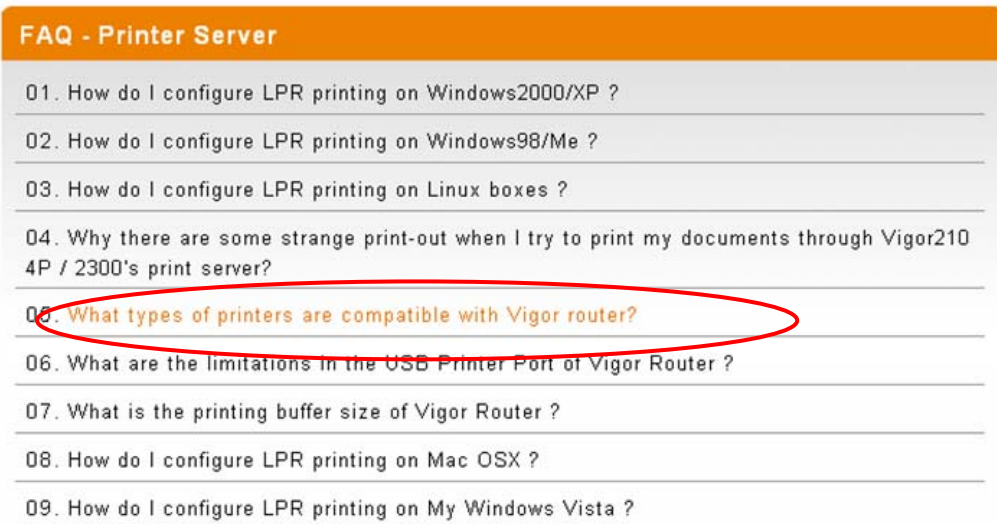 FAQ - Printer Server
01. How do I configure LPR printing on Windows2000/XP ?
02. How do I configure LPR printing on Windows98/Me ?
03. How do I configure LPR printing on Linux boxes ?
04. Why there are some strange print-out when I try to print my documents through Vigor210
4P / 2300's print server?
05. What types of printers are compatible with Vigor router?
06. What are the limitations in the USB Printer Port of Vigor Router ?
07. What is the printing buffer size of Vigor Router ?
08. How do I configure LPR printing on Mac OSX ?
09. How do I configure LPR printing on My Windows Vista ?